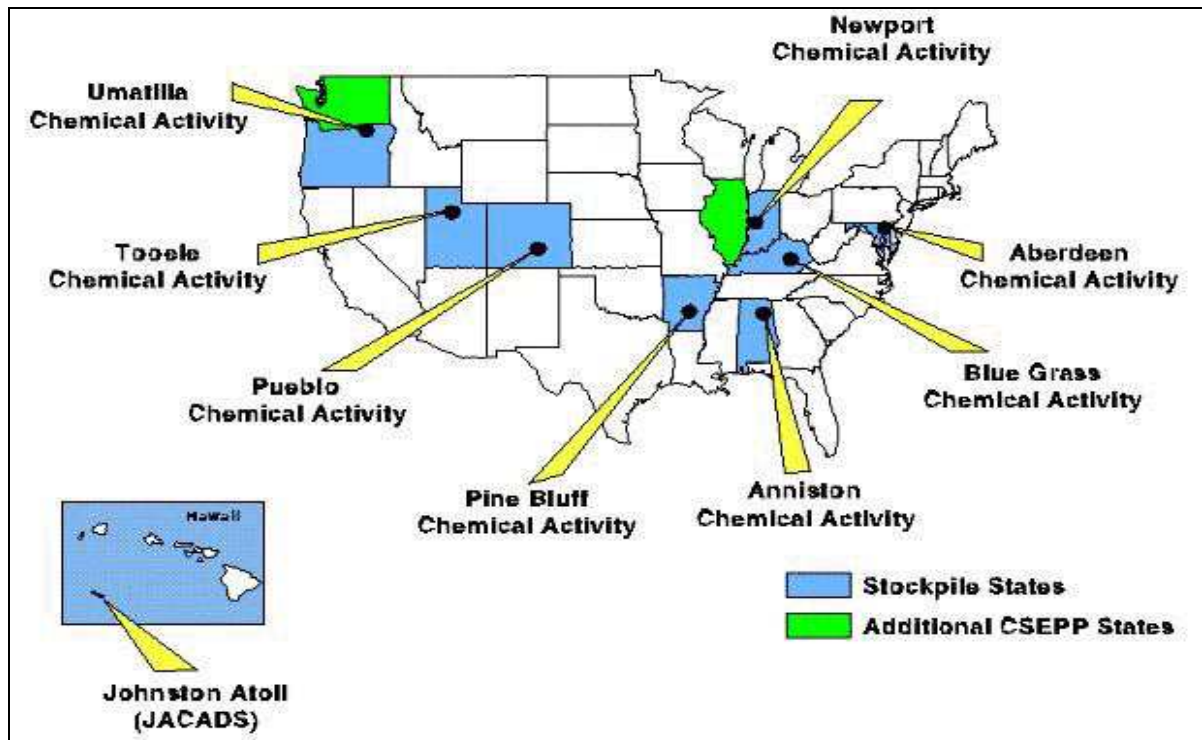 Newport
Chemical Activity
Umatilla
Chemical Activity
Tooele
Chemical Activity
Aberdeen
Chemical Activity
Pueblo
Chemical Activity
Blue Grass
Chemical Activity
Pine Bluff
Chemical Activity
Anniston
Chemical Activity
Hawaii
Stockpile States
Additional CSEPP States
Johnston Atoll
(JACADS)